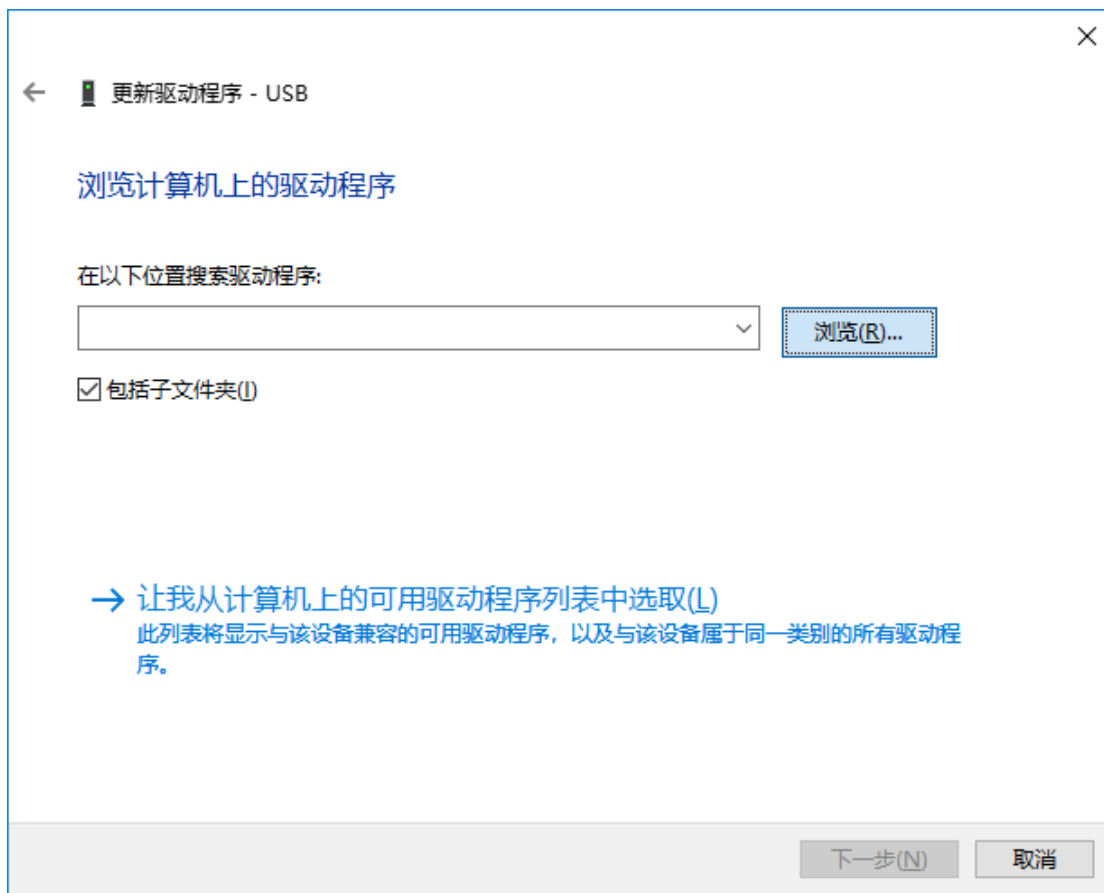 更新驱动程序 - USB
浏览计算机上的驱动程序
在以下位置搜索驱动程序:
浏览(R)...
包括子文件夹(I)
让我从计算机上的可用驱动程序列表中选取(L)
此列表将显示与该设备兼容的可用驱动程序，以及与该设备属于同一类别的所有驱动程
序。
下一步(N)
取消